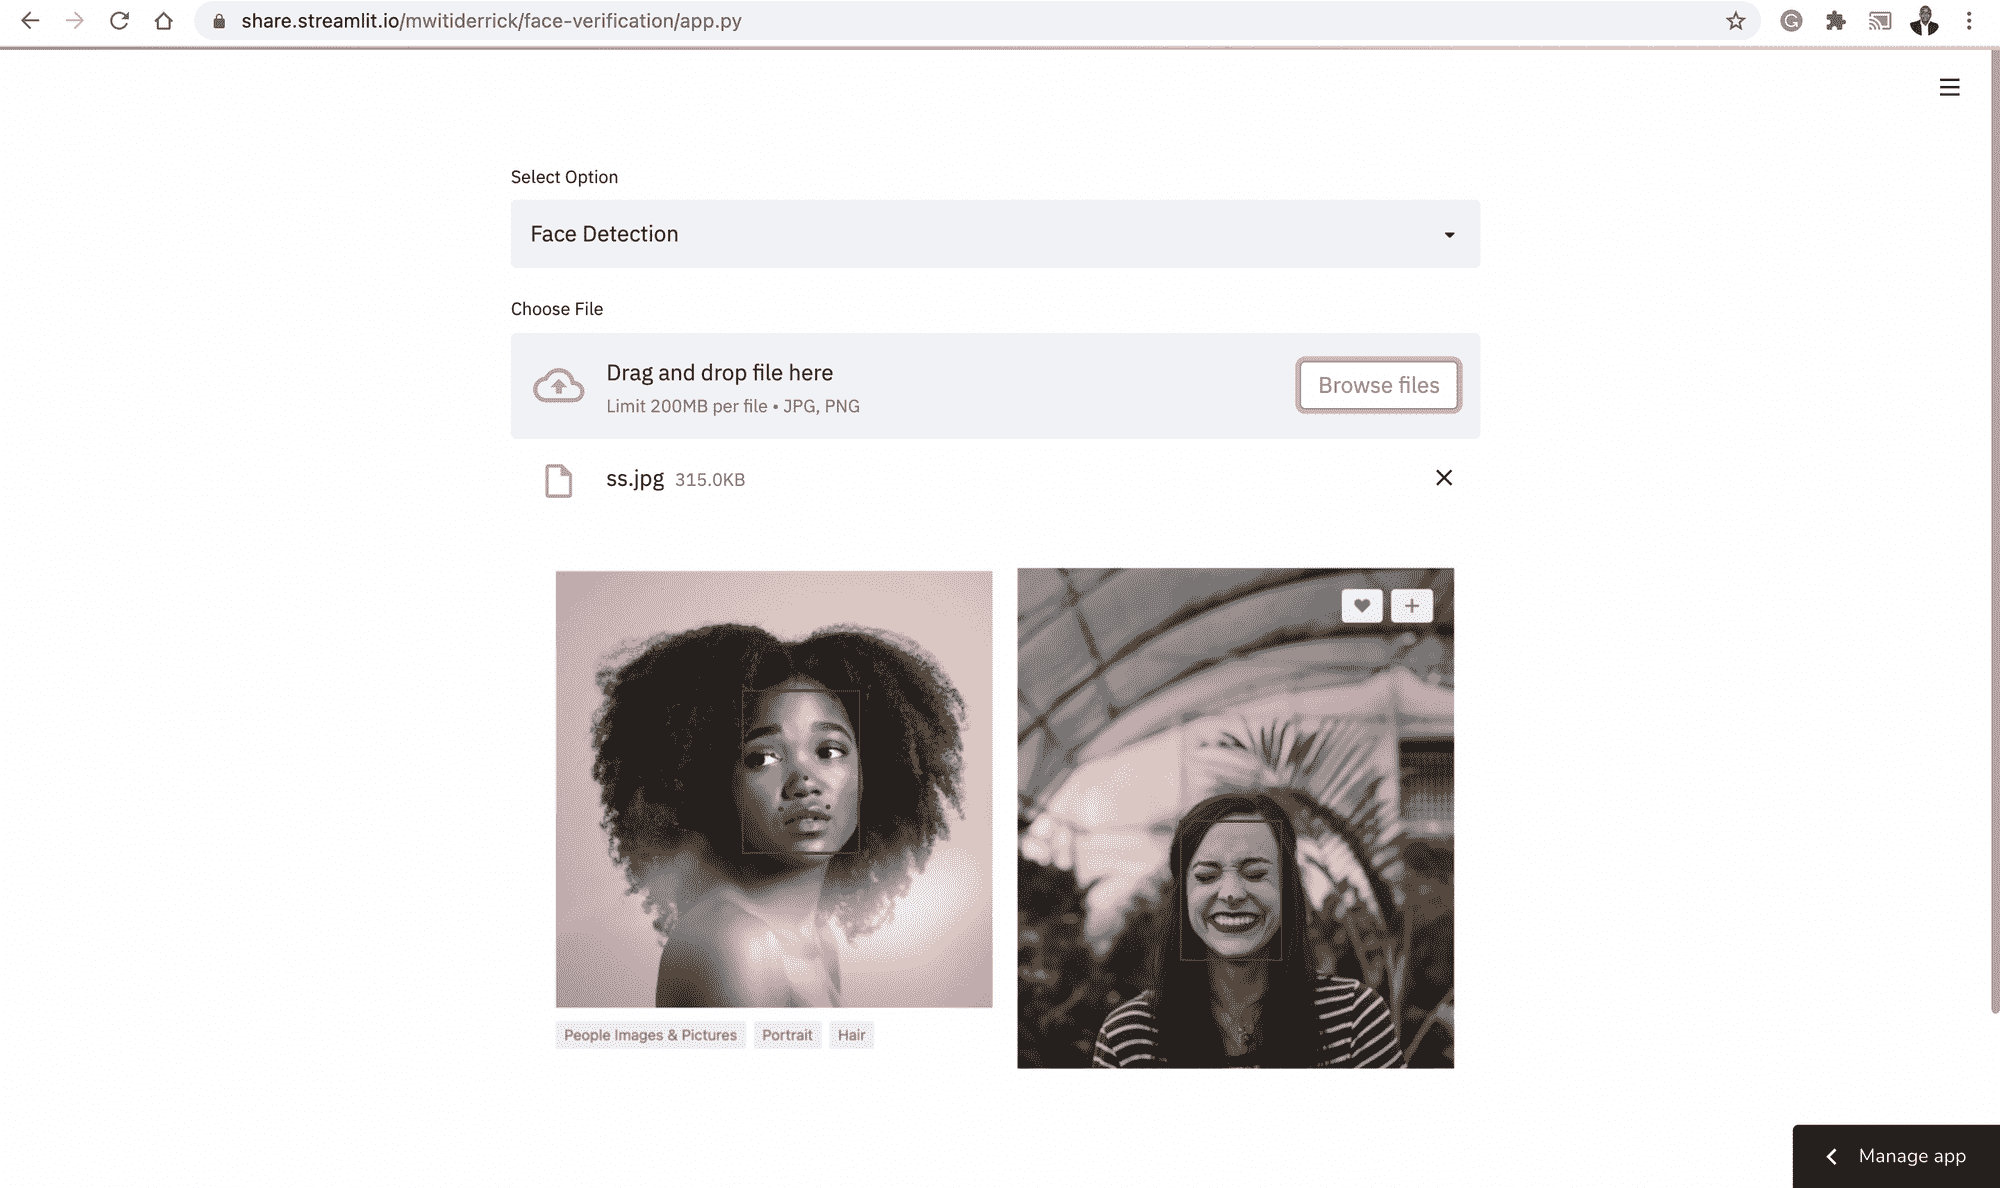 share.streamlit.io/mwitiderrick/face-verification/app.py
Select Option
Face Detection
Choose File
Drag and drop file here
Limit 200MB per file • JPG, PNG
Browse files
ss.jpg 315.0KB
People Images & Pictures Portrait Hair
Manage app